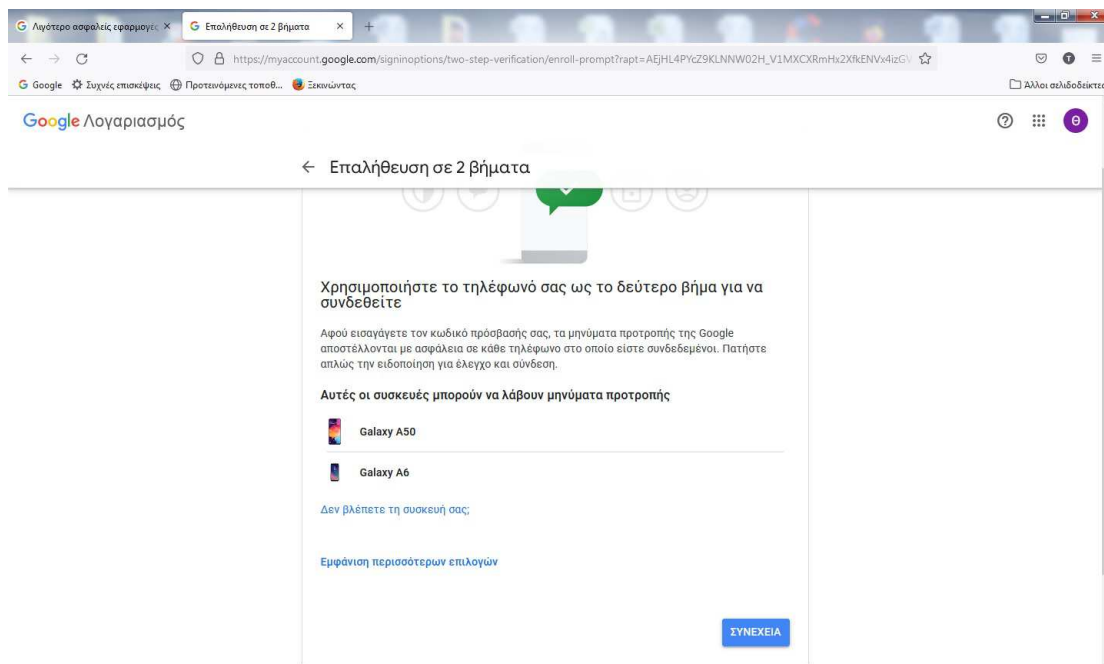 Λιγότερο ασφαλείς εφαρμογές
Επαλήθευση σε 2 βήματα
https://myaccount.google.com/signinoptions/two-step-verification/enroll-prompt?rapt=
Google Συχνές επισκέψεις Προτεινόμενες τοποθ... Ξεκινώντας Άλλοι σελιδοδείκτες
Google Λογαριασμός
Θ
Επαλήθευση σε 2 βήματα
Χρησιμοποιήστε το τηλέφωνό σας ως το δεύτερο βήμα για να
συνδεθείτε
Αφού εισαγάγετε τον κωδικό πρόσβασής σας, τα μηνύματα προτροπής της Google
αποστέλλονται με ασφάλεια σε κάθε τηλέφωνο στο οποίο είστε συνδεδεμένοι. Πατήστε
απλώς την ειδοποίηση για έλεγχο και σύνδεση.
Αυτές οι συσκευές μπορούν να λάβουν μηνύματα προτροπής
Galaxy A50
Galaxy A6
Δεν βλέπετε τη συσκευή σας;
Εμφάνιση περισσότερων επιλογών
ΣΥΝΕΧΕΙΑ